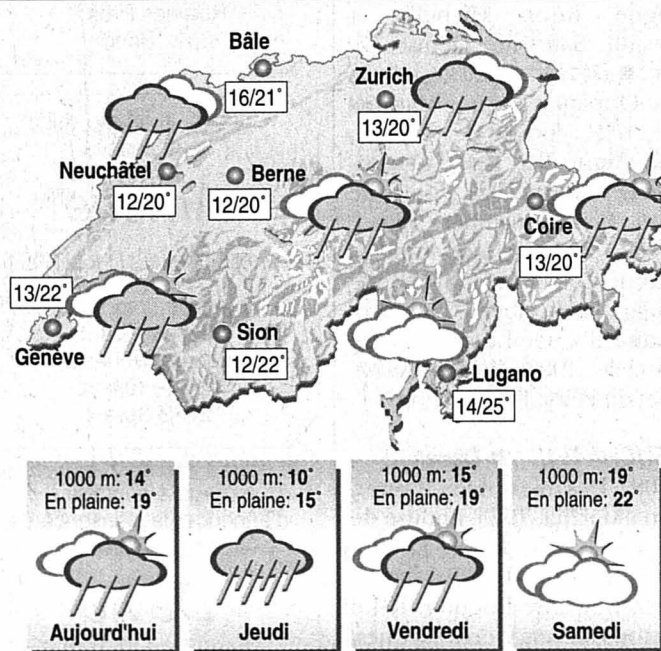 Bâle
16/21°
Zurich
13/20°
Neuchâtel
12/20°
Berne
12/20°
Coire
13/20°
13/22°
Genève
Sion
12/22°
Lugano
14/25°
1000 m: 14°
En plaine: 19°
Aujourd'hui
1000 m: 10°
En plaine: 15°
Jeudi
1000 m: 15°
En plaine: 19°
Vendredi
1000 m: 19°
En plaine: 22°
Samedi